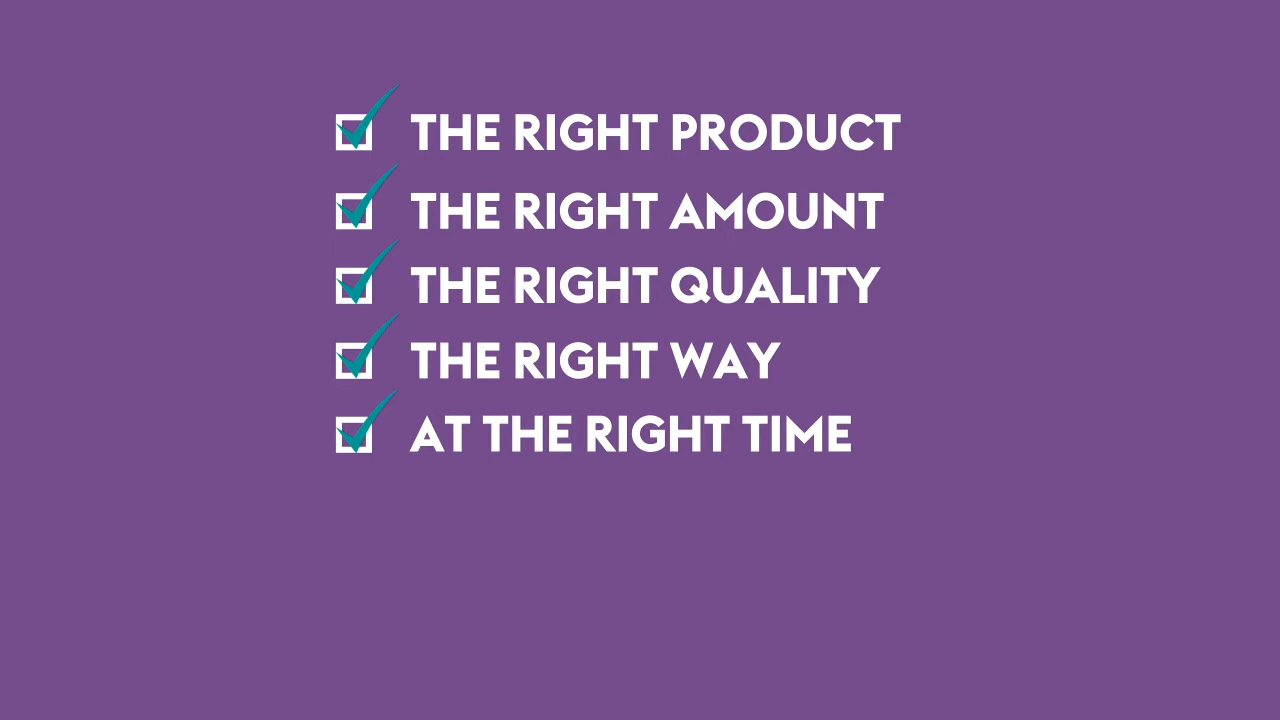 THE RIGHT PRODUCT
THE RIGHT AMOUNT
THE RIGHT QUALITY
THE RIGHT WAY
AT THE RIGHT TIME